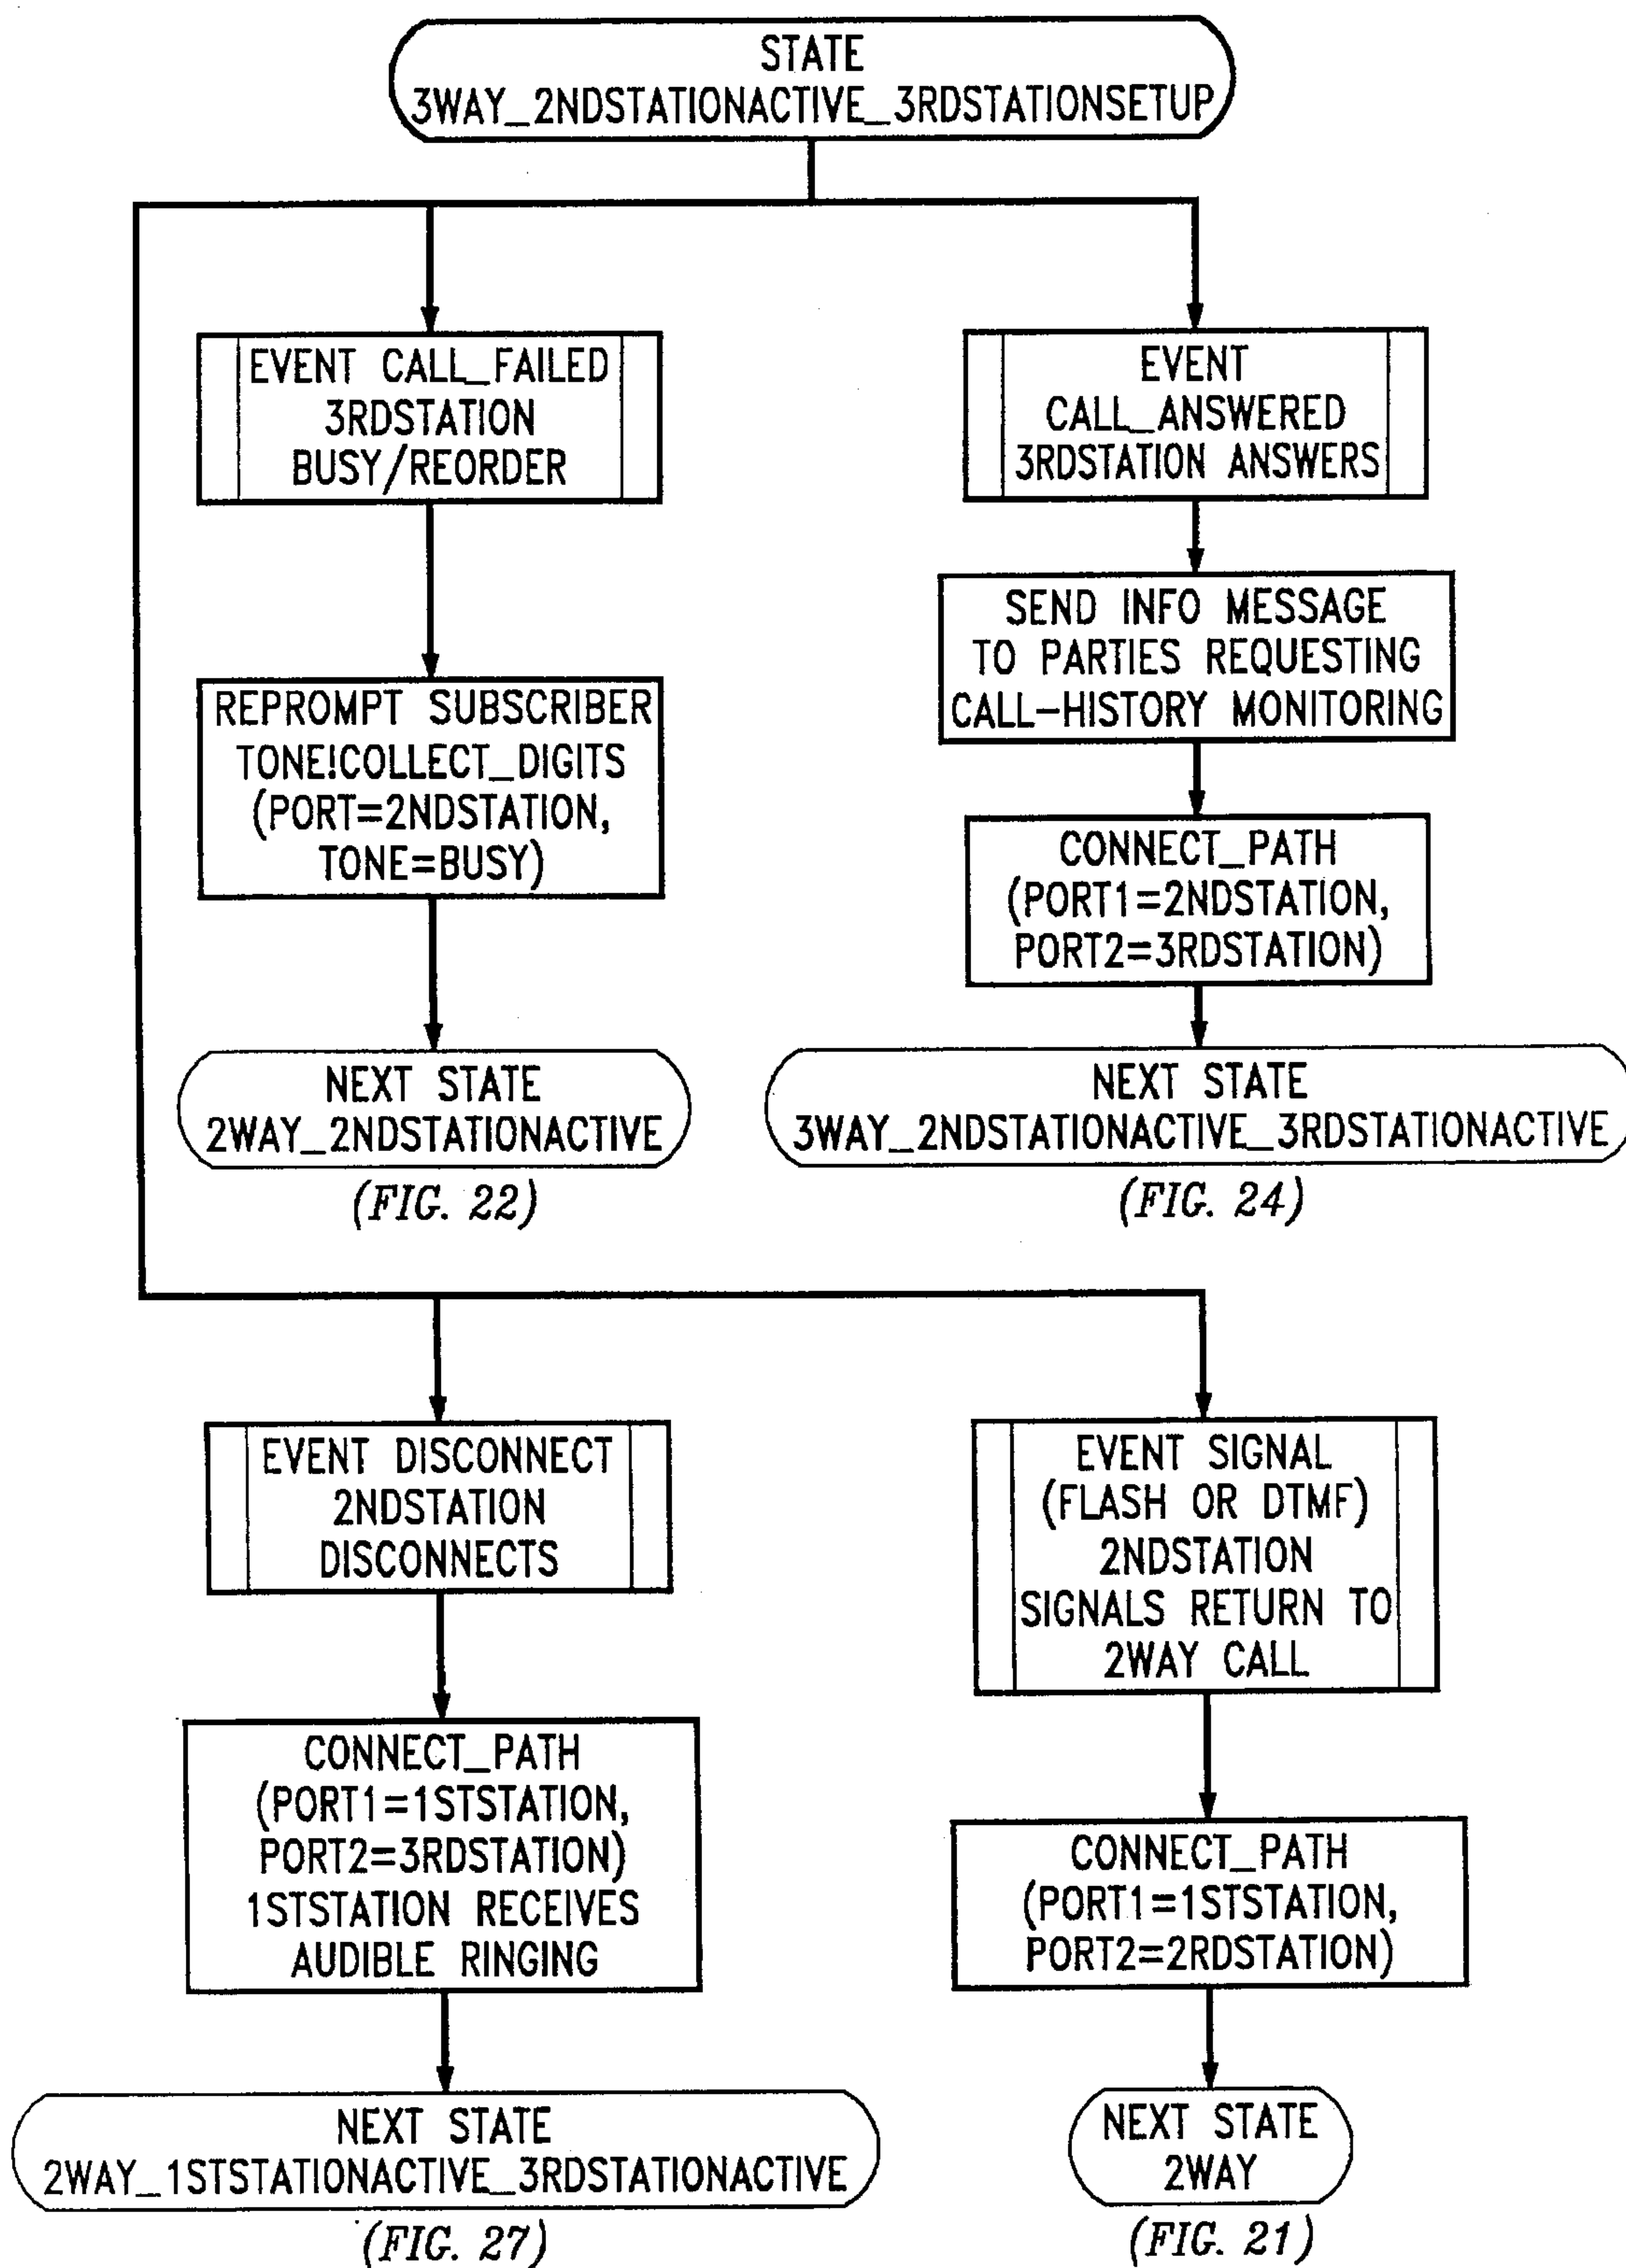 STATE
3WAY_2NDSTATIONACTIVE_3RDSTATIONSETUP
EVENT CALL_FAILED
3RDSTATION
BUSY/REORDER
REPROMPT SUBSCRIBER
TONE!COLLECT_DIGITS
(PORT=2NDSTATION,
TONE=BUSY)
NEXT STATE
2WAY_2NDSTATIONACTIVE
(FIG. 22)
EVENT
CALL_ANSWERED
3RDSTATION ANSWERS
SEND INFO MESSAGE
TO PARTIES REQUESTING
CALL-HISTORY MONITORING
CONNECT_PATH
(PORT1=2NDSTATION,
PORT2=3RDSTATION)
NEXT STATE
3WAY_2NDSTATIONACTIVE_3RDSTATIONACTIVE
(FIG. 24)
EVENT DISCONNECT
2NDSTATION
DISCONNECTS
CONNECT_PATH
(PORT1=1STSTATION,
PORT2=3RDSTATION)
1STSTATION RECEIVES
AUDIBLE RINGING
NEXT STATE
2WAY_1STSTATIONACTIVE_3RDSTATIONACTIVE
(FIG. 27)
EVENT SIGNAL
(FLASH OR DTMF)
2NDSTATION
SIGNALS RETURN TO
2WAY CALL
CONNECT_PATH
(PORT1=1STSTATION,
PORT2=2RDSTATION)
NEXT STATE
2WAY
(FIG. 21)